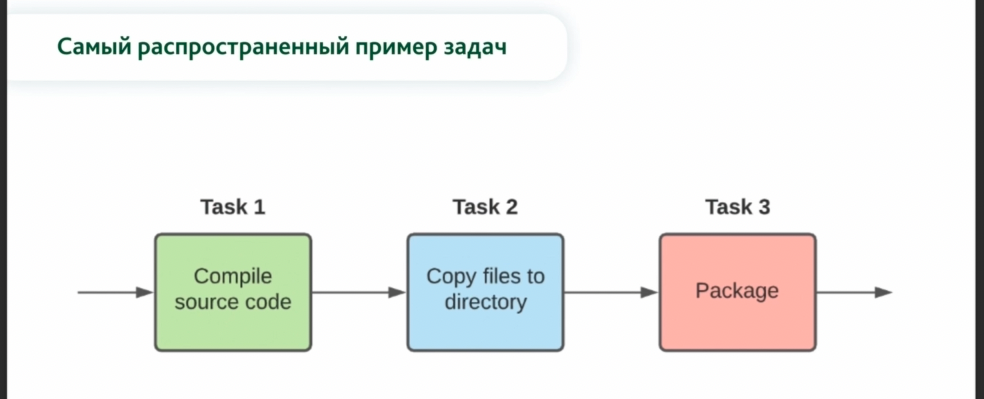 Самый распространенный пример задач
Task 1
Task 2
Task 3
Compile
source code
Copy files to
directory
Package